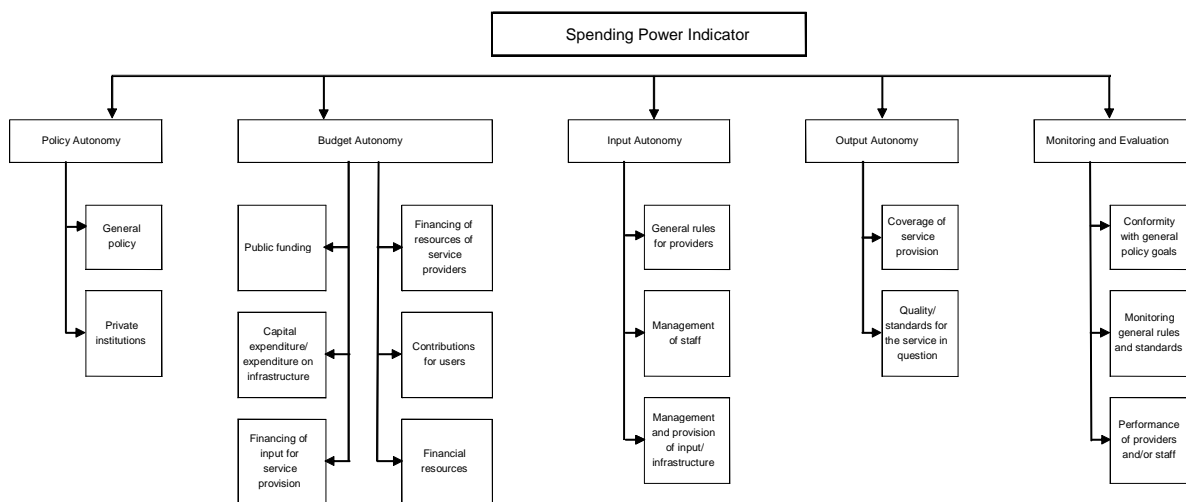 Spending Power Indicator
Policy Autonomy
Budget Autonomy
Input Autonomy
Output Autonomy
Monitoring and Evaluation
General
policy
Private
institutions
Public funding
Capital
expenditure/
expenditure on
infrastructure
Financing of
input for
service
provision
Financing of
resources of
service
providers
Contributions
for users
Financial
resources
General rules
for providers
Management
of staff
Management
and provision
of input/
infrastructure
Coverage of
service
provision
Quality/
standards for
the service in
question
Conformity
with general
policy goals
Monitoring
general rules
and standards
Performance
of providers
and/or staff